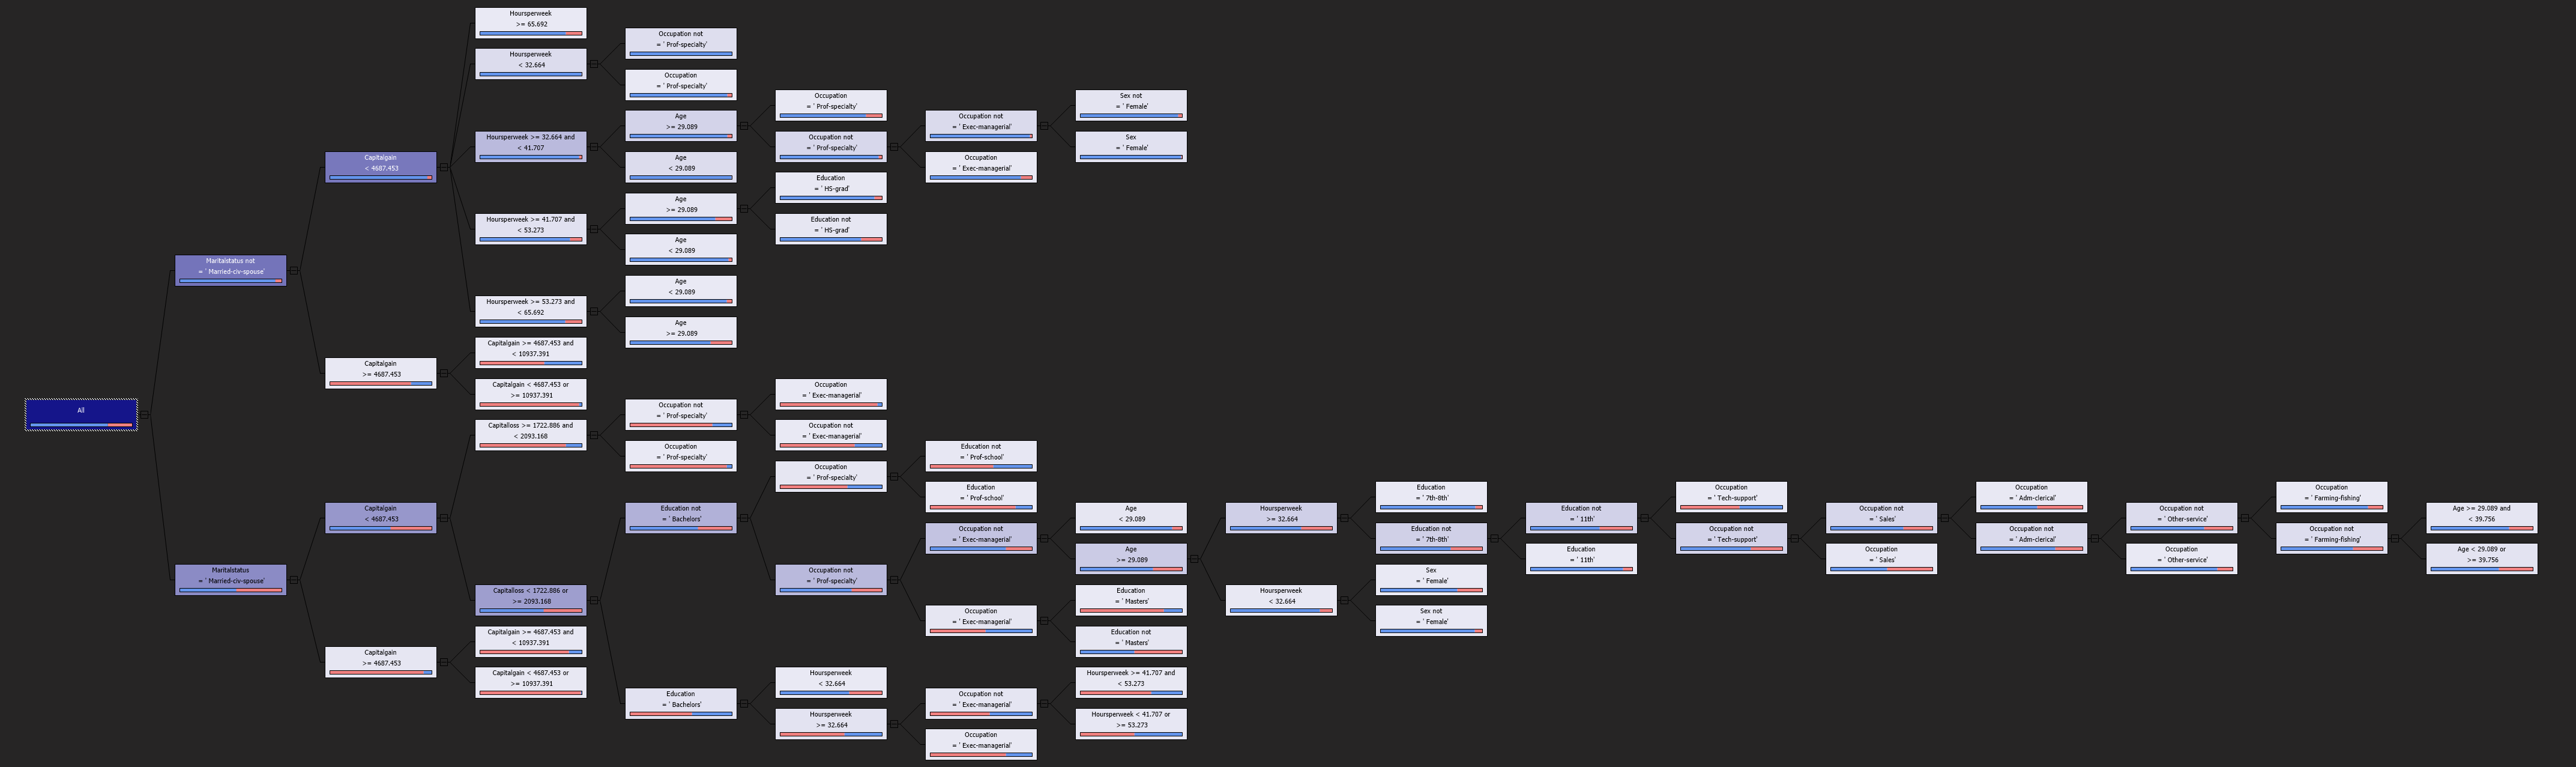 All
Maritalstatus not
= ' Married-civ-spouse'
Maritalstatus
= ' Married-civ-spouse'
Capitalgain
< 4687.453
Capitalgain
>= 4687.453
Capitalgain
< 4687.453
Capitalgain
>= 4687.453
Hoursperweek
>= 65.692
Hoursperweek
< 32.664
Hoursperweek >= 32.664 and
< 41.707
Hoursperweek >= 41.707 and
< 53.273
Hoursperweek >= 53.273 and
< 65.692
Capitalgain >= 4687.453 and
< 10937.391
Capitalgain < 4687.453 or
>= 10937.391
Capitalloss >= 1722.886 and
< 2093.168
Capitalloss < 1722.886 or
>= 2093.168
Capitalgain >= 4687.453 and
< 10937.391
Capitalgain < 4687.453 or
>= 10937.391
Occupation not
= ' Prof-specialty'
Occupation
= ' Prof-specialty'
Age
>= 29.089
Age
< 29.089
Age
>= 29.089
Age
< 29.089
Age
< 29.089
Age
>= 29.089
Occupation not
= ' Prof-specialty'
Occupation
= ' Prof-specialty'
Education not
= ' Bachelors'
Education
= ' Bachelors'
Occupation
= ' Prof-specialty'
Occupation not
= ' Prof-specialty'
Education
= ' HS-grad'
Education not
= ' HS-grad'
Occupation
= ' Exec-managerial'
Occupation not
= ' Exec-managerial'
Occupation
= ' Prof-specialty'
Occupation not
= ' Prof-specialty'
Hoursperweek
< 32.664
Hoursperweek
>= 32.664
Occupation not
= ' Exec-managerial'
Occupation
= ' Exec-managerial'
Education not
= ' Prof-school'
Education
= ' Prof-school'
Occupation not
= ' Exec-managerial'
Occupation
= ' Exec-managerial'
Occupation not
= ' Exec-managerial'
Occupation
= ' Exec-managerial'
Sex not
= ' Female'
Sex
= ' Female'
Age
< 29.089
Age
>= 29.089
Education
= ' Masters'
Education not
= ' Masters'
Hoursperweek >= 41.707 and
< 53.273
Hoursperweek < 41.707 or
>= 53.273
Hoursperweek
>= 32.664
Hoursperweek
< 32.664
Education
= ' 7th-8th'
Education not
= ' 7th-8th'
Sex
= ' Female'
Sex not
= ' Female'
Education not
= ' 11th'
Education
= ' 11th'
Occupation
= ' Tech-support'
Occupation not
= ' Tech-support'
Occupation not
= ' Sales'
Occupation
= ' Sales'
Occupation
= ' Adm-clerical'
Occupation not
= ' Adm-clerical'
Occupation not
= ' Other-service'
Occupation
= ' Other-service'
Occupation
= ' Farming-fishing'
Occupation not
= ' Farming-fishing'
Age >= 29.089 and
< 39.756
Age < 29.089 or
>= 39.756